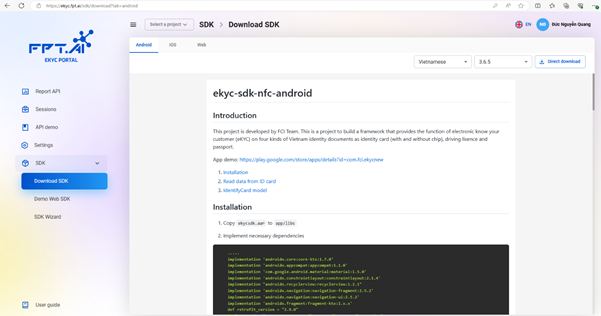 https://ekyc.fpt.ai/sdk/download?tab=android
FPT.AI
EKYC PORTAL
Select a project
SDK > Download SDK
EN
ND
Đức Nguyễn Quang
Report API
Sessions
API demo
Settings
SDK
Download SDK
Demo Web SDK
SDK Wizard
User guide
Android
iOS
Web
Vietnamese
3.6.5
Direct download
ekyc-sdk-nfc-android
Introduction
This project is developed by FCI Team. This is a project to build a framework that provides the function of electronic know your
customer (eKYC) on four kinds of Vietnam identity documents as identity card (with and without chip), driving licence and
passport.
App demo: https://play.google.com/store/apps/details?id=com.fci.ekycnew
1. Installation
2. Read data from ID card
3. IdentifyCard model
Installation
1. Copy ekycsdk.aar to app/libs
2. Implement necessary dependencies
.....
implementation 'androidx.core:core-ktx:1.7.0'
implementation 'androidx.appcompat:appcompat:1.1.0'
implementation 'com.google.android.material:material:1.5.0'
implementation 'androidx.constraintlayout:constraintlayout:2.1.4'
implementation 'androidx.recyclerview:recyclerview:1.2.1'
implementation 'androidx.navigation:navigation-fragment:2.5.2'
implementation 'androidx.navigation:navigation-ui:2.5.2'
implementation 'androidx.fragment:fragment-ktx:1.x.x'
def retrofit_version = "2.9.0"